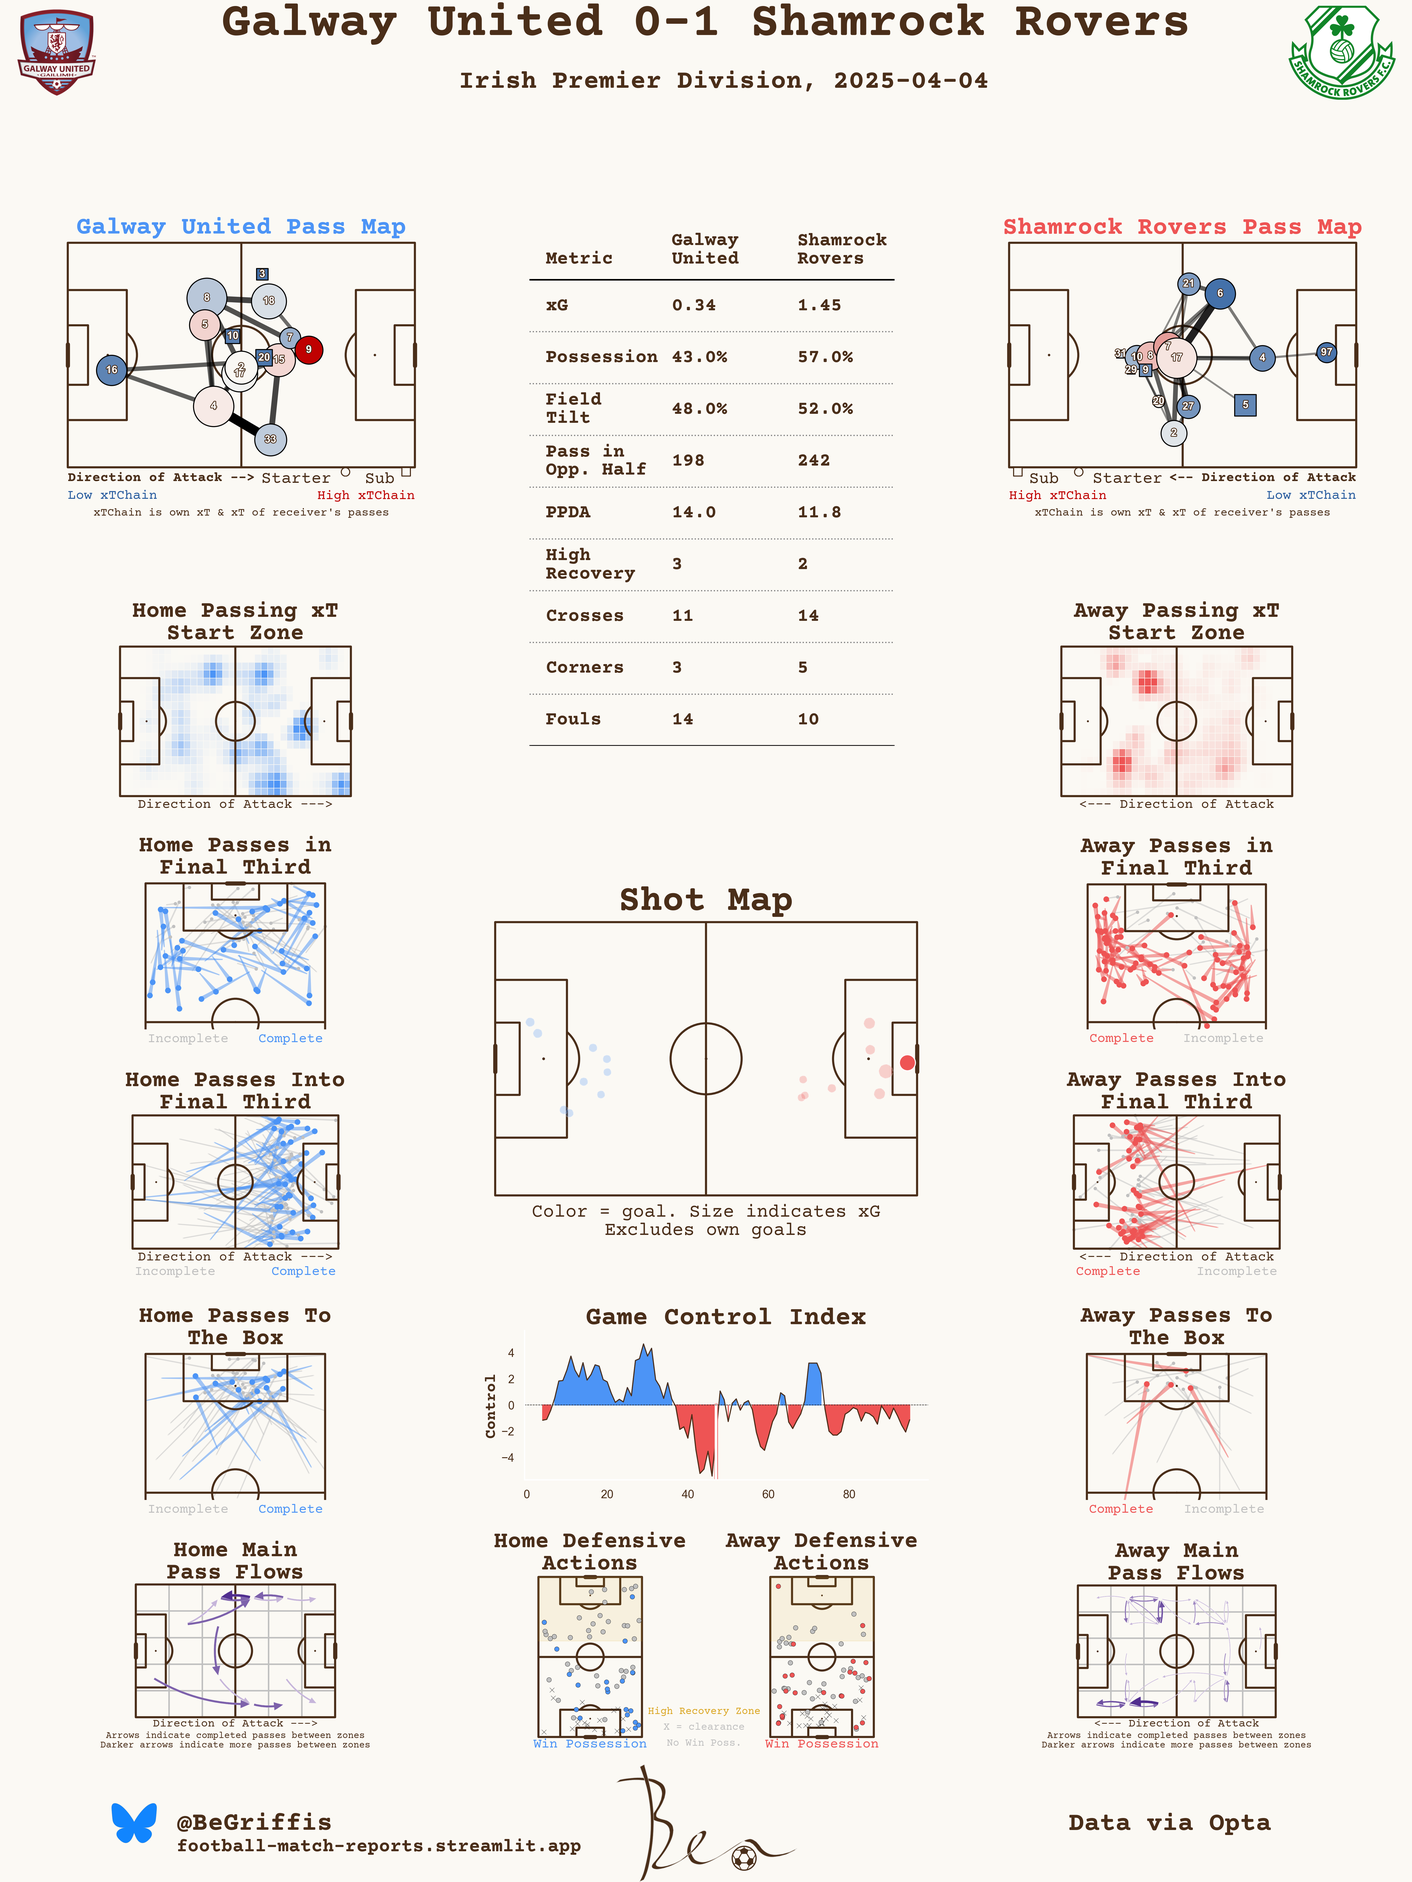 Galway United 0-1 Shamrock Rovers
Irish Premier Division, 2025-04-04
GALWAY UNITED
GAILLIMH
SHAMROCK ROVERS F.C.
Galway United Pass Map
3
8
18
5
10
7
9
20
15
2
17
16
4
33
Direction of Attack --> Starter Sub
Low xTChain High xTChain
xTChain is own xT & xT of receiver's passes
Metric Galway United Shamrock Rovers
xG 0.34 1.45
Possession 43.0% 57.0%
Field Tilt 48.0% 52.0%
Pass in Opp. Half 198 242
PPDA 14.0 11.8
High Recovery 3 2
Crosses 11 14
Corners 3 5
Fouls 14 10
Shamrock Rovers Pass Map
21
6
31
10
8
7
17
4
97
29
9
20
27
5
2
Sub Starter <-- Direction of Attack
High xTChain Low xTChain
xTChain is own xT & xT of receiver's passes
Home Passing xT
Start Zone
Direction of Attack --->
Away Passing xT
Start Zone
<--- Direction of Attack
Home Passes in
Final Third
Incomplete Complete
Away Passes in
Final Third
Complete Incomplete
Shot Map
Color = goal. Size indicates xG
Excludes own goals
Home Passes Into
Final Third
Direction of Attack --->
Incomplete Complete
Away Passes Into
Final Third
<--- Direction of Attack
Complete Incomplete
Home Passes To
The Box
Incomplete Complete
Game Control Index
Control
4
2
0
−2
−4
0 20 40 60 80
Away Passes To
The Box
Complete Incomplete
Home Main
Pass Flows
Direction of Attack --->
Arrows indicate completed passes between zones
Darker arrows indicate more passes between zones
Home Defensive
Actions
Win Possession
High Recovery Zone
X = clearance
No Win Poss.
Away Defensive
Actions
Win Possession
Away Main
Pass Flows
<--- Direction of Attack
Arrows indicate completed passes between zones
Darker arrows indicate more passes between zones
@BeGriffis
football-match-reports.streamlit.app
Ben
Data via Opta